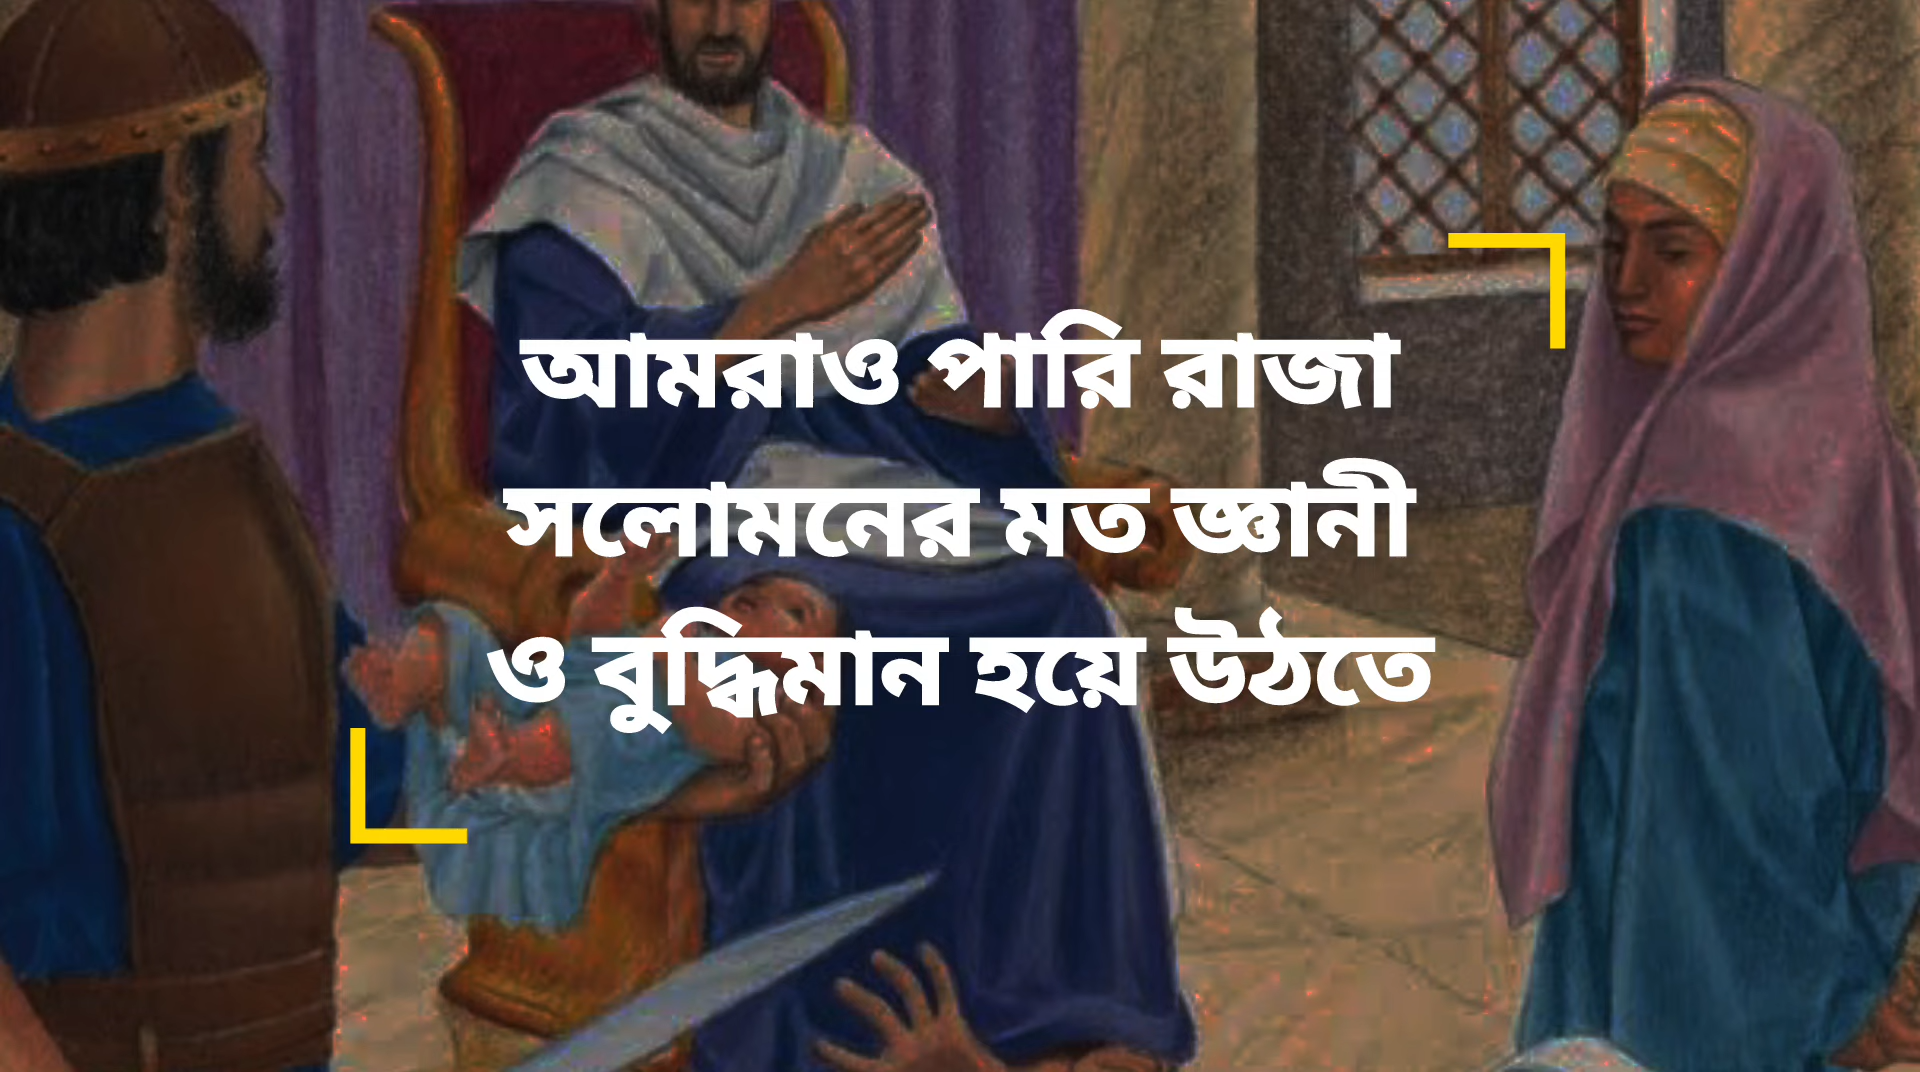 আমরাও পারি রাজা
সলোমনের মত জ্ঞানী
ও বুদ্ধিমান হয়ে উঠতে